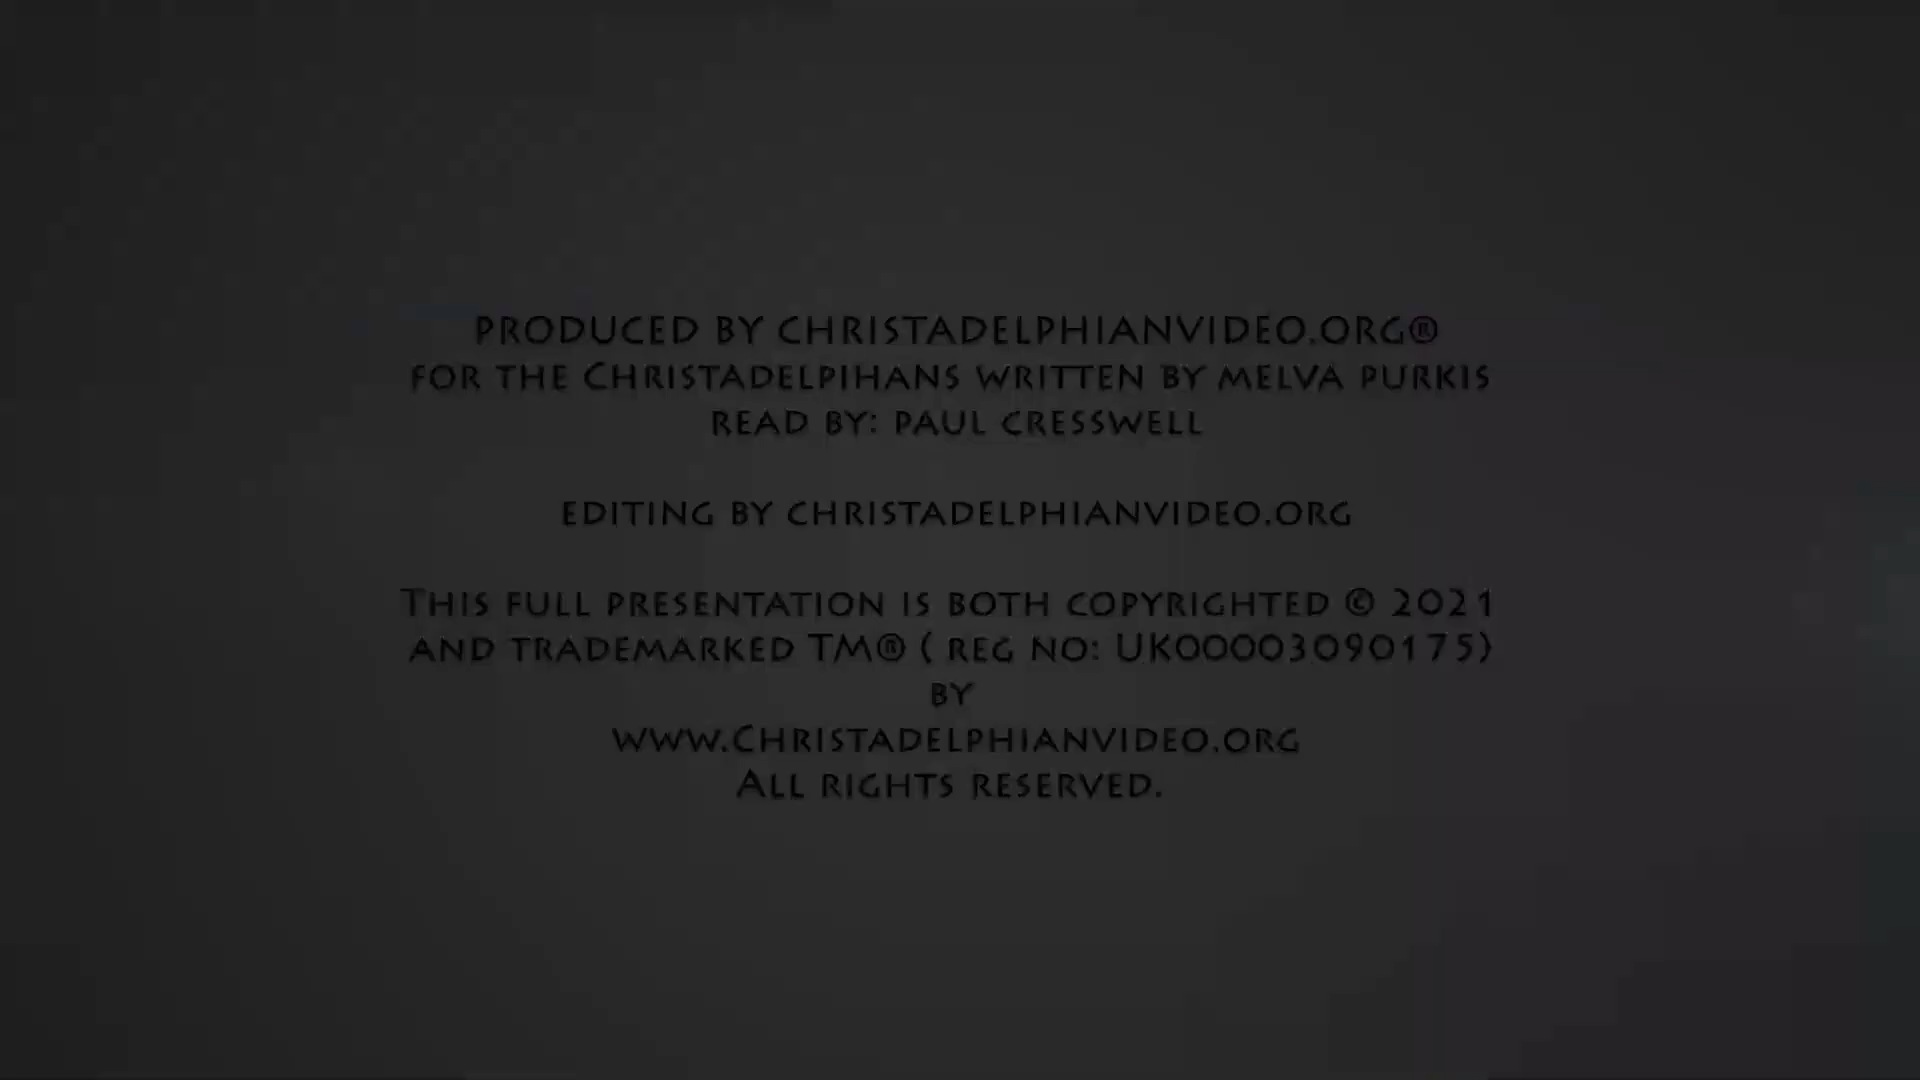 PRODUCED BY CHRISTADELPHIANVIDEO.ORG®
FOR THE CHRISTADELPIHANS WRITTEN BY MELVA PURKIS
READ BY: PAUL CRESSWELL
EDITING BY CHRISTADELPHIANVIDEO.ORG
THIS FULL PRESENTATION IS BOTH COPYRIGHTED © 2021
AND TRADEMARKED TM® ( REG NO: UK00003090175)
BY
WWW.CHRISTADELPHIANVIDEO.ORG
ALL RIGHTS RESERVED.